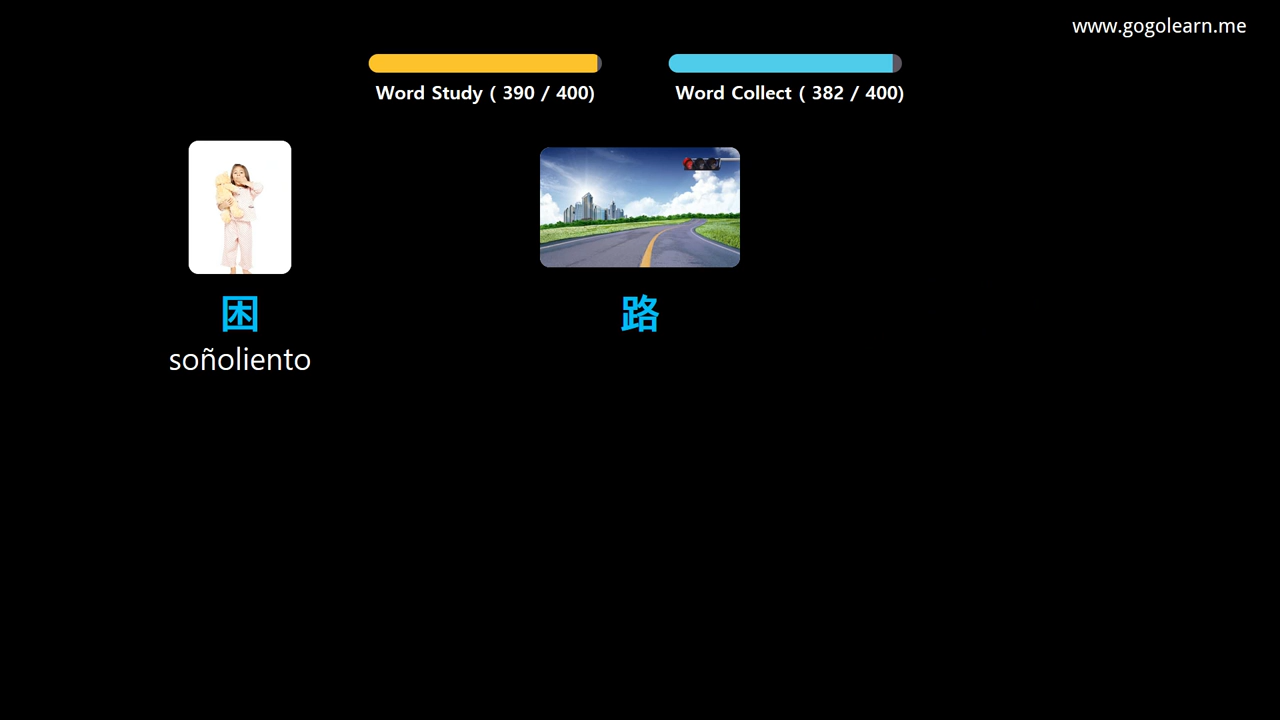 www.gogolearn.me
Word Study ( 390 / 400)
Word Collect ( 382 / 400)
困
soñoliento
路